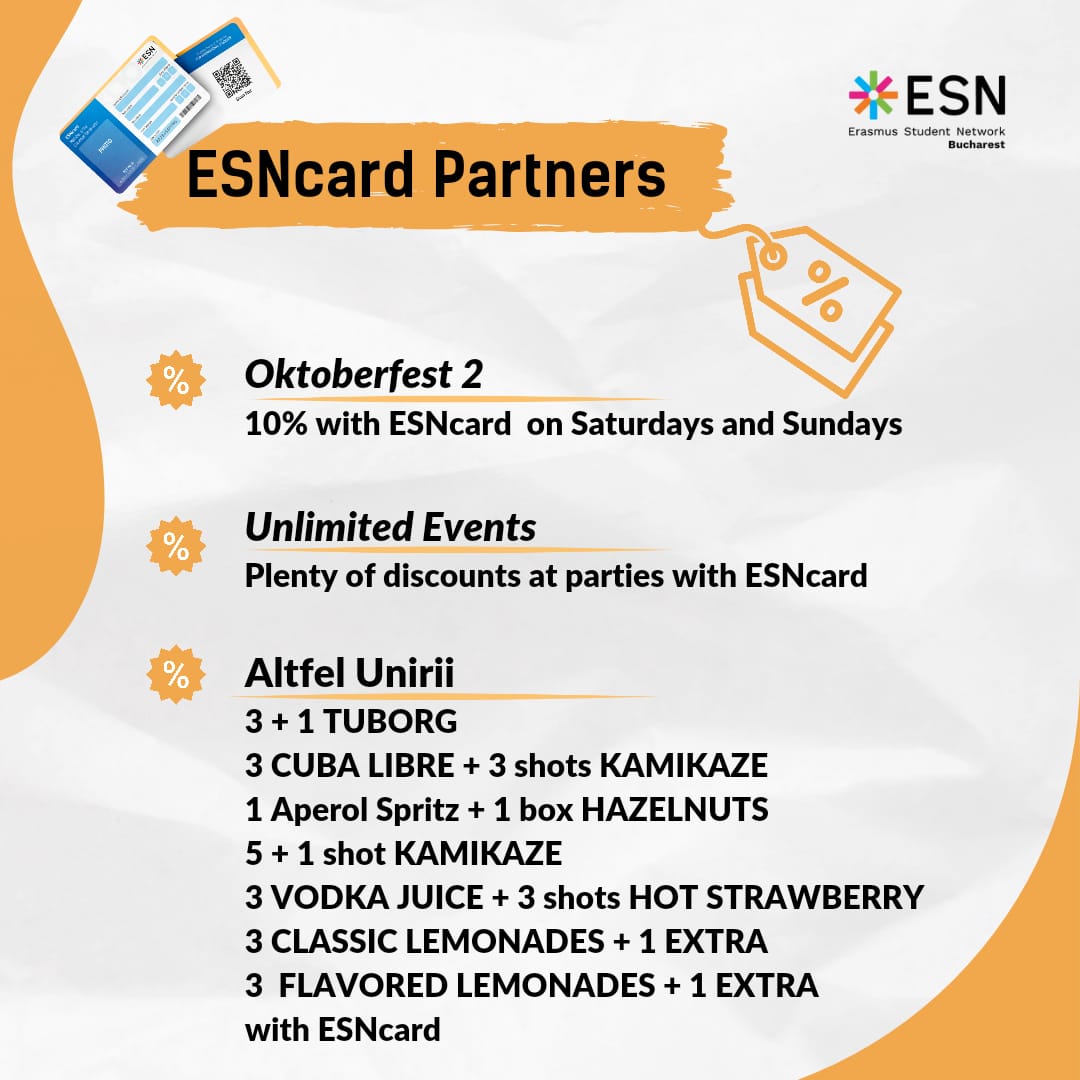 ESN
Erasmus Student Network
Bucharest
ESNcard Partners
%
% Oktoberfest 2
10% with ESNcard  on Saturdays and Sundays
% Unlimited Events
Plenty of discounts at parties with ESNcard
% Altfel Unirii
3 + 1 TUBORG
3 CUBA LIBRE + 3 shots KAMIKAZE
1 Aperol Spritz + 1 box HAZELNUTS
5 + 1 shot KAMIKAZE
3 VODKA JUICE + 3 shots HOT STRAWBERRY
3 CLASSIC LEMONADES + 1 EXTRA
3  FLAVORED LEMONADES + 1 EXTRA
with ESNcard